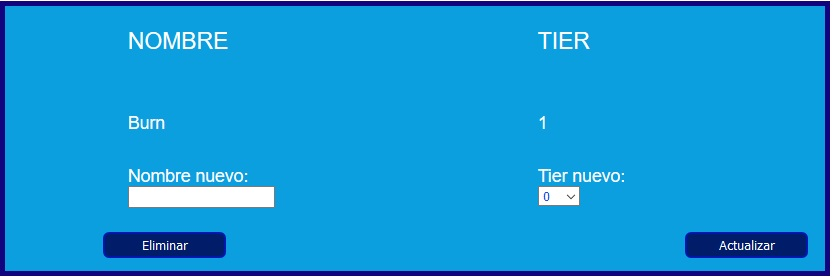 NOMBRE TIER
Burn 1
Nombre nuevo: Tier nuevo:
0
Eliminar Actualizar